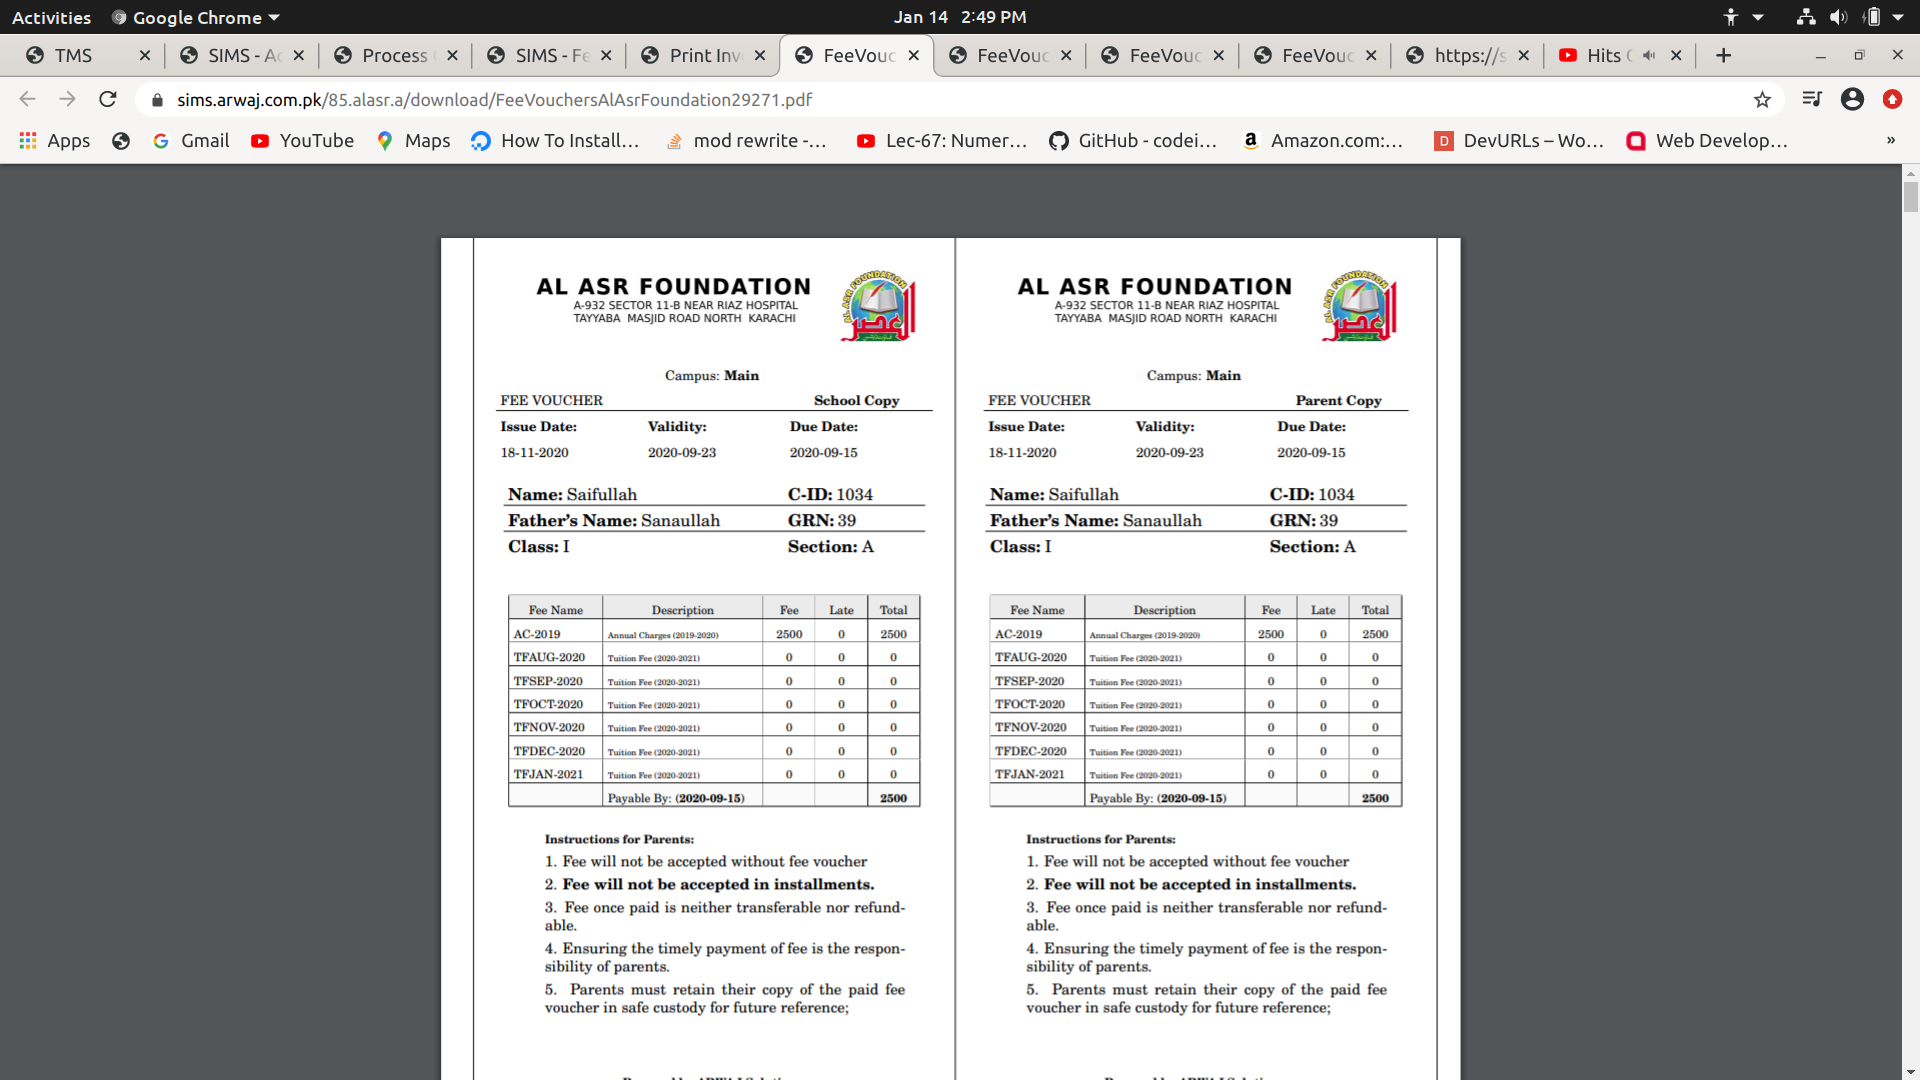 Activities Google Chrome Jan 14 2:49 PM
TMS SIMS - Ac Process SIMS - Fe Print Inv FeeVouc FeeVouc FeeVouc FeeVouc https://s Hits
sims.arwaj.com.pk/85.alasr.a/download/FeeVouchersAlAsrFoundation29271.pdf
Apps Gmail YouTube Maps How To Install... mod rewrite -... Lec-67: Numer... GitHub - codei... Amazon.com:... DevURLs – Wo... Web Develop... »
AL ASR FOUNDATION
A-932 SECTOR 11-B NEAR RIAZ HOSPITAL
TAYYABA MASJID ROAD NORTH KARACHI
AL ASR FOUNDATION
العصر
Campus: Main
FEE VOUCHER School Copy
Issue Date: Validity: Due Date:
18-11-2020 2020-09-23 2020-09-15
Name: Saifullah C-ID: 1034
Father's Name: Sanaullah GRN: 39
Class: I Section: A
Fee Name Description Fee Late Total
AC-2019 Annual Charges (2019-2020) 2500 0 2500
TFAUG-2020 Tuition Fee (2020-2021) 0 0 0
TFSEP-2020 Tuition Fee (2020-2021) 0 0 0
TFOCT-2020 Tuition Fee (2020-2021) 0 0 0
TFNOV-2020 Tuition Fee (2020-2021) 0 0 0
TFDEC-2020 Tuition Fee (2020-2021) 0 0 0
TFJAN-2021 Tuition Fee (2020-2021) 0 0 0
Payable By: (2020-09-15) 2500
Instructions for Parents:
1. Fee will not be accepted without fee voucher
2. Fee will not be accepted in installments.
3. Fee once paid is neither transferable nor refund-
able.
4. Ensuring the timely payment of fee is the respon-
sibility of parents.
5. Parents must retain their copy of the paid fee
voucher in safe custody for future reference;
AL ASR FOUNDATION
A-932 SECTOR 11-B NEAR RIAZ HOSPITAL
TAYYABA MASJID ROAD NORTH KARACHI
AL ASR FOUNDATION
العصر
Campus: Main
FEE VOUCHER Parent Copy
Issue Date: Validity: Due Date:
18-11-2020 2020-09-23 2020-09-15
Name: Saifullah C-ID: 1034
Father's Name: Sanaullah GRN: 39
Class: I Section: A
Fee Name Description Fee Late Total
AC-2019 Annual Charges (2019-2020) 2500 0 2500
TFAUG-2020 Tuition Fee (2020-2021) 0 0 0
TFSEP-2020 Tuition Fee (2020-2021) 0 0 0
TFOCT-2020 Tuition Fee (2020-2021) 0 0 0
TFNOV-2020 Tuition Fee (2020-2021) 0 0 0
TFDEC-2020 Tuition Fee (2020-2021) 0 0 0
TFJAN-2021 Tuition Fee (2020-2021) 0 0 0
Payable By: (2020-09-15) 2500
Instructions for Parents:
1. Fee will not be accepted without fee voucher
2. Fee will not be accepted in installments.
3. Fee once paid is neither transferable nor refund-
able.
4. Ensuring the timely payment of fee is the respon-
sibility of parents.
5. Parents must retain their copy of the paid fee
voucher in safe custody for future reference;